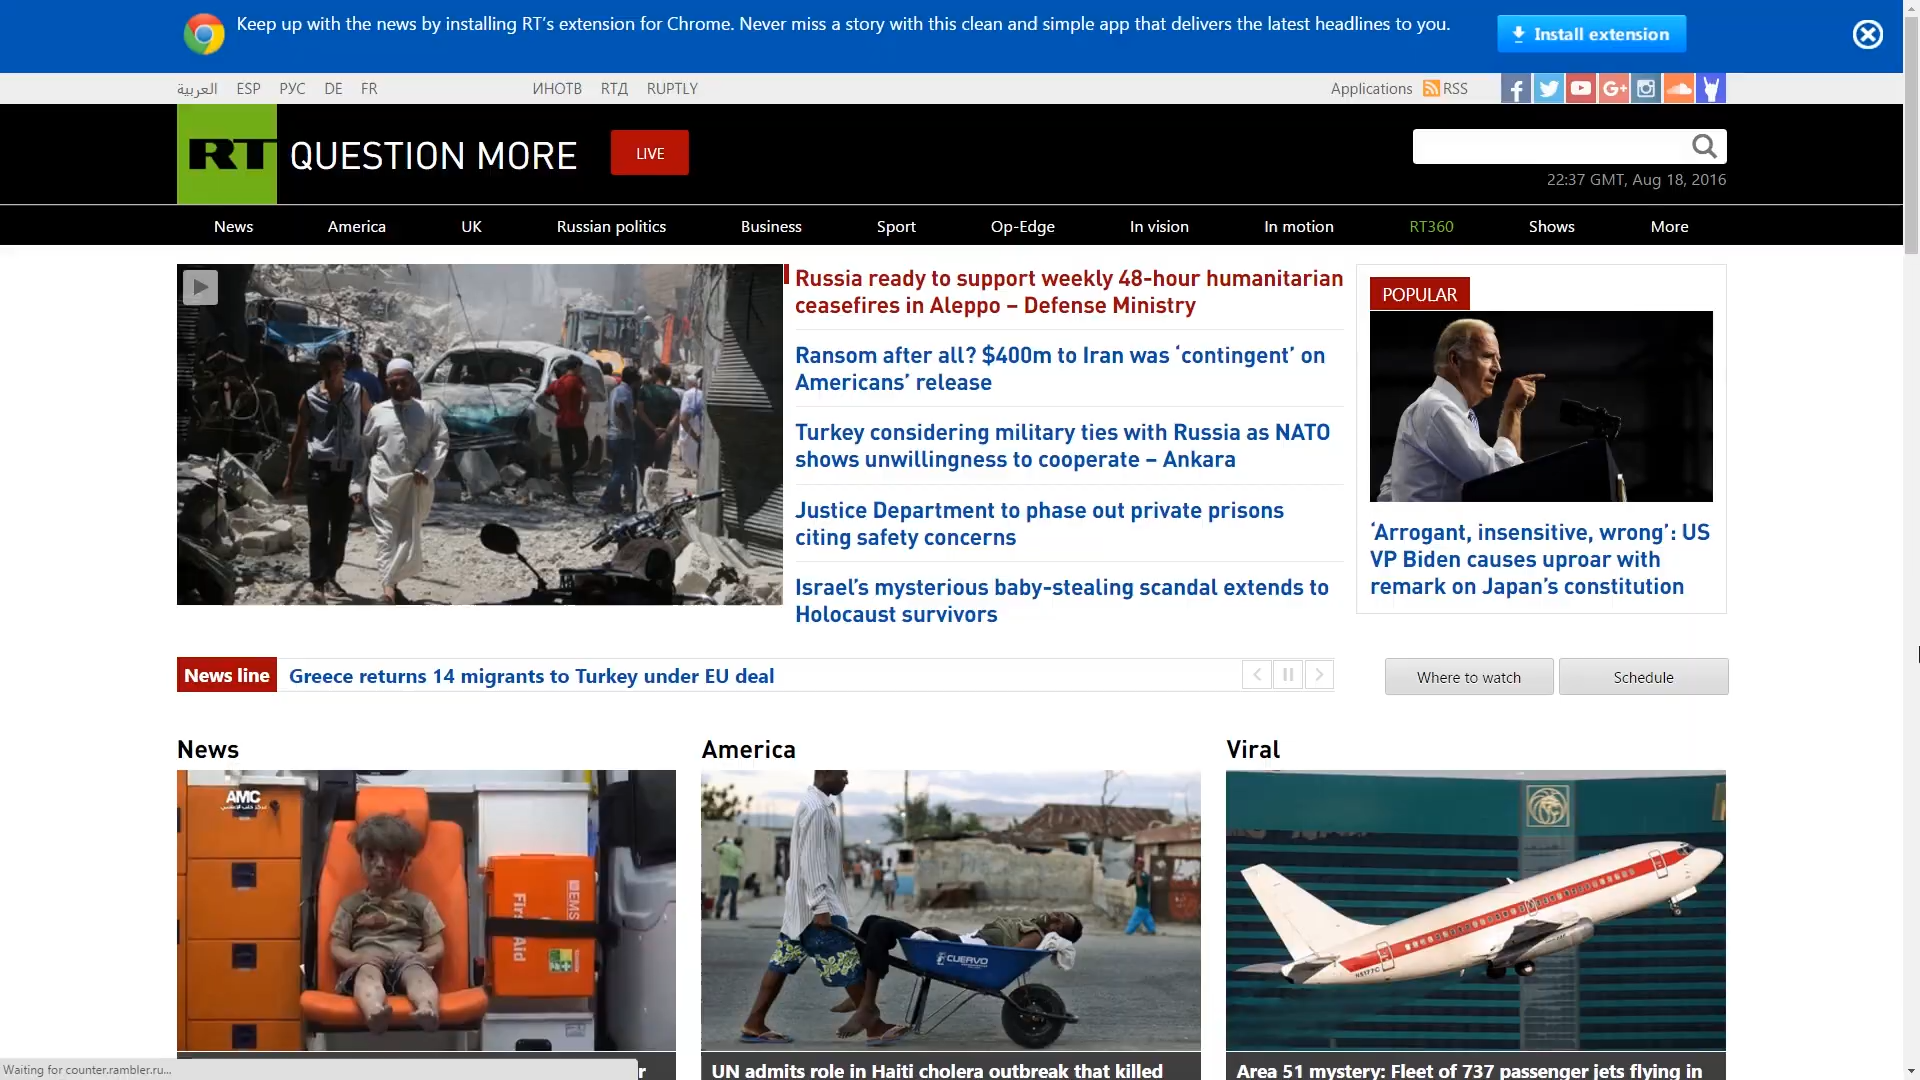 Keep up with the news by installing RT’s extension for Chrome. Never miss a story with this clean and simple app that delivers the latest headlines to you.
Install extension
العربية ESP РУС DE FR ИНОТВ RTД RUPTLY Applications RSS
RT QUESTION MORE LIVE
22:37 GMT, Aug 18, 2016
News America UK Russian politics Business Sport Op-Edge In vision In motion RT360 Shows More
Russia ready to support weekly 48-hour humanitarian
ceasefires in Aleppo – Defense Ministry
Ransom after all? $400m to Iran was ‘contingent’ on
Americans’ release
Turkey considering military ties with Russia as NATO
shows unwillingness to cooperate – Ankara
Justice Department to phase out private prisons
citing safety concerns
Israel’s mysterious baby-stealing scandal extends to
Holocaust survivors
POPULAR
‘Arrogant, insensitive, wrong’: US
VP Biden causes uproar with
remark on Japan’s constitution
News line Greece returns 14 migrants to Turkey under EU deal
Where to watch Schedule
News
America
Viral
AMC
First Aid
EMS
CUERVO
N5177C
UN admits role in Haiti cholera outbreak that killed
Area 51 mystery: Fleet of 737 passenger jets flying in
Waiting for counter.rambler.ru...